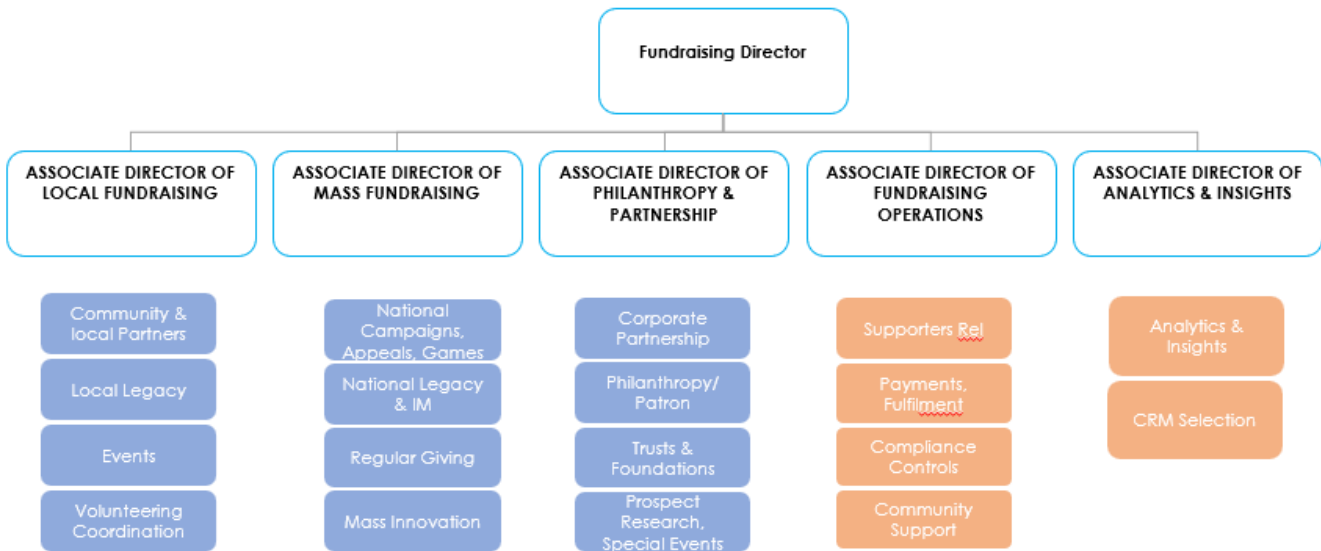 Fundraising Director
ASSOCIATE DIRECTOR OF
LOCAL FUNDRAISING
ASSOCIATE DIRECTOR OF
MASS FUNDRAISING
ASSOCIATE DIRECTOR OF
PHILANTHROPY &
PARTNERSHIP
ASSOCIATE DIRECTOR OF
FUNDRAISING
OPERATIONS
ASSOCIATE DIRECTOR OF
ANALYTICS & INSIGHTS
Community &
local Partners
Local Legacy
Events
Volunteering
Coordination
National
Campaigns,
Appeals, Games
National Legacy
& IM
Regular Giving
Mass Innovation
Corporate
Partnership
Philanthropy/
Patron
Trusts &
Foundations
Prospect
Research,
Special Events
Supporters Rel
Payments,
Fulfilment
Compliance
Controls
Community
Support
Analytics &
Insights
CRM Selection